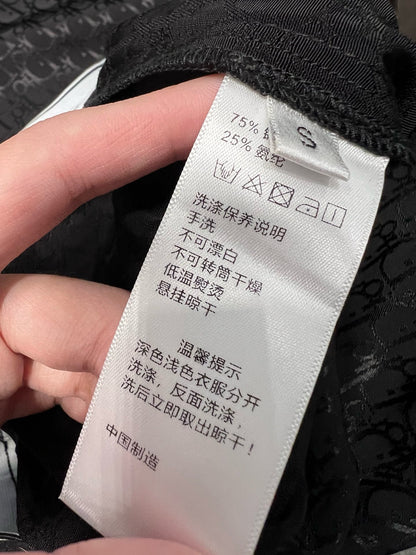 75%
25% 氨纶
S
洗涤保养说明
手洗
不可漂白
不可转筒干燥
低温熨烫
悬挂晾干
温馨提示
深色浅色衣服分开
洗涤，反面洗涤，
洗后立即取出晾干！
中国制造